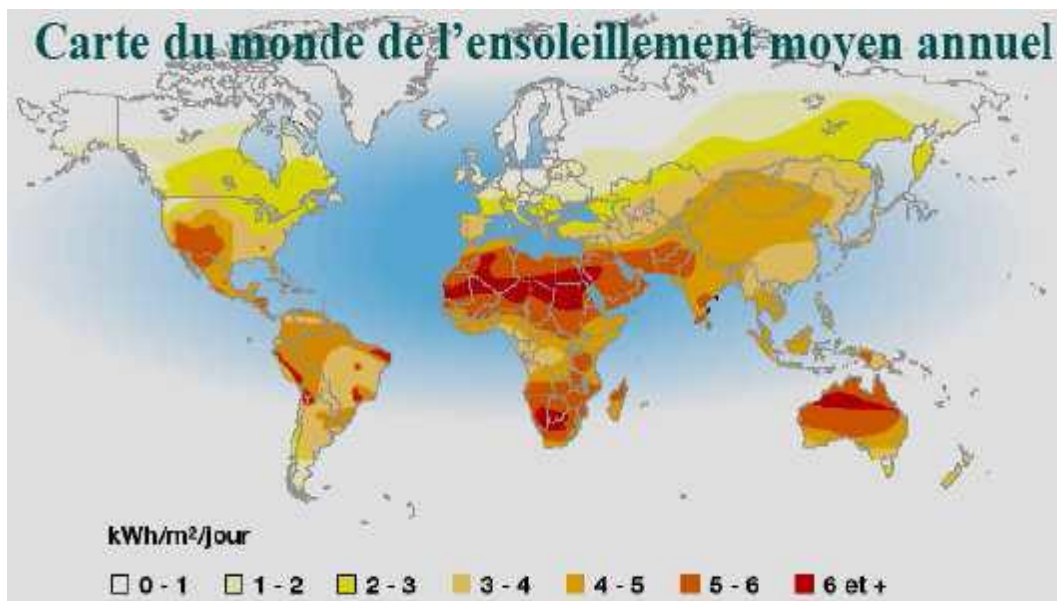 Carte du monde de l'ensoleillement moyen annuel
kWh/m²/jour
0 - 1 1 - 2 2 - 3 3 - 4 4 - 5 5 - 6 6 et +